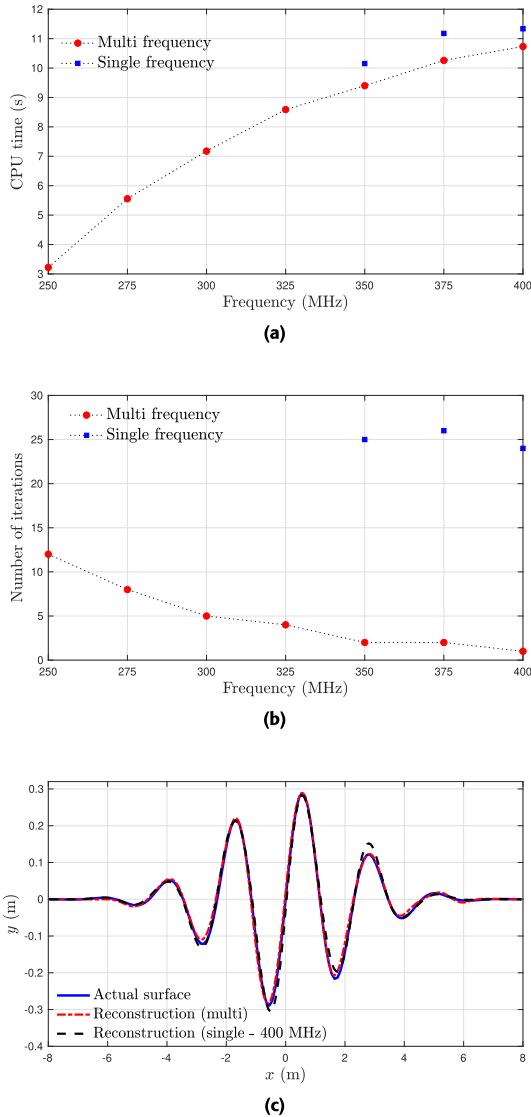 12
11
10
9
8
7
6
5
4
3
CPU time (s)
Multi frequency
Single frequency
250 275 300 325 350 375 400
Frequency (MHz)
(a)
30
25
20
15
10
5
0
Number of iterations
Multi frequency
Single frequency
250 275 300 325 350 375 400
Frequency (MHz)
(b)
0.3
0.2
0.1
0
-0.1
-0.2
-0.3
-0.4
y (m)
Actual surface
Reconstruction (multi)
Reconstruction (single - 400 MHz)
-8 -6 -4 -2 0 2 4 6 8
x (m)
(c)